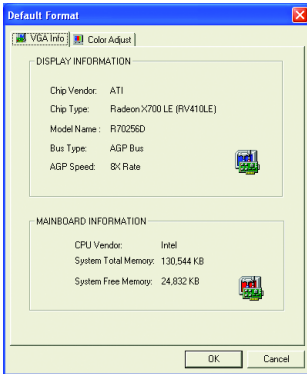 Default Format
VGA Info Color Adjust
DISPLAY INFORMATION
Chip Vendor: ATI
Chip Type: Radeon X700 LE (RV410LE)
Model Name : R70256D
Bus Type: AGP Bus
AGP Speed: 8X Rate
MAINBOARD INFORMATION
CPU Vendor: Intel
System Total Memory: 130,544 KB
System Free Memory: 24,832 KB
OK Cancel